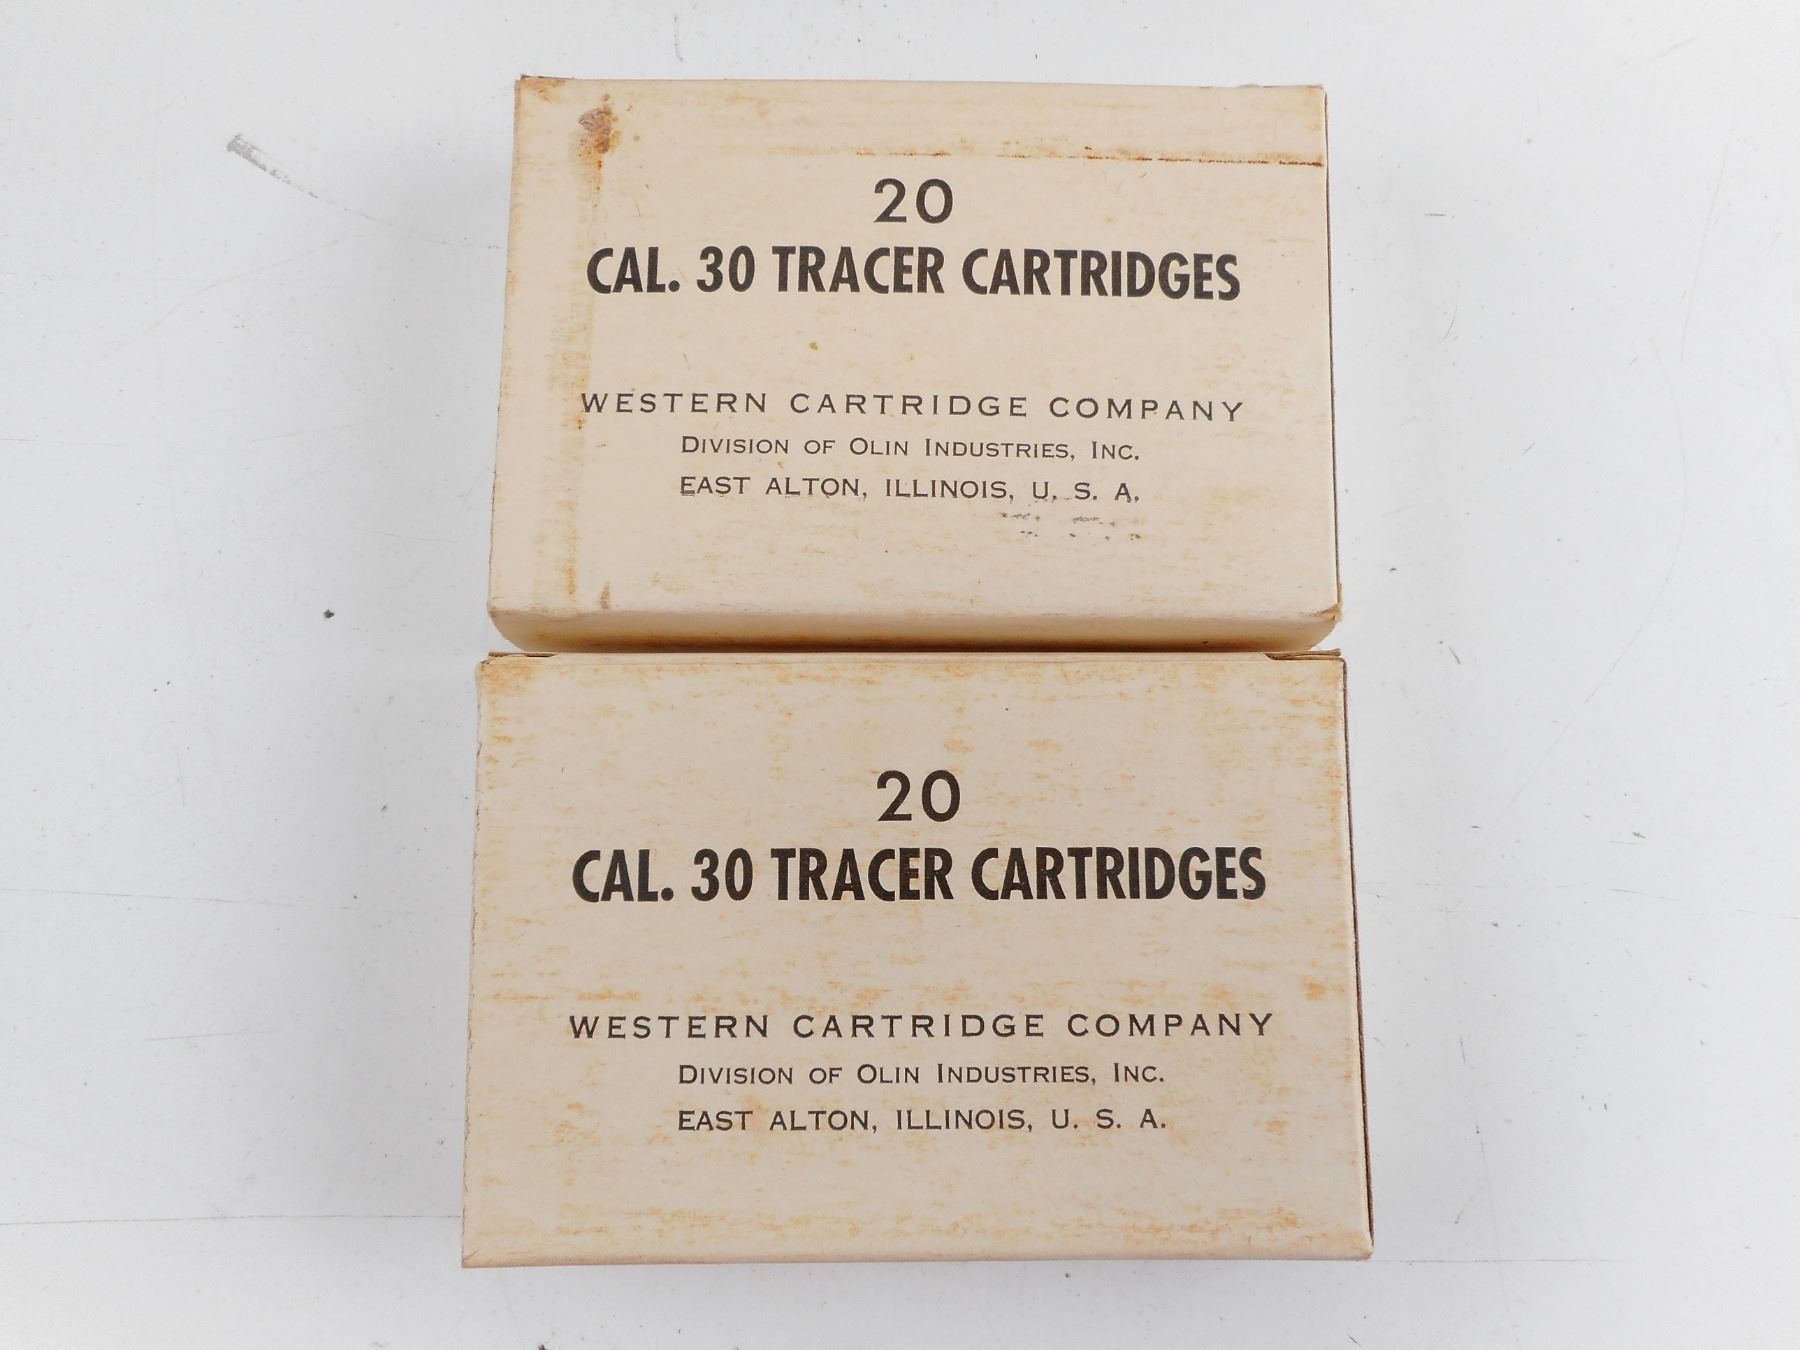 20
CAL. 30 TRACER CARTRIDGES
WESTERN CARTRIDGE COMPANY
DIVISION OF OLIN INDUSTRIES, INC.
EAST ALTON, ILLINOIS, U. S. A.
20
CAL. 30 TRACER CARTRIDGES
WESTERN CARTRIDGE COMPANY
DIVISION OF OLIN INDUSTRIES, INC.
EAST ALTON, ILLINOIS, U. S. A.